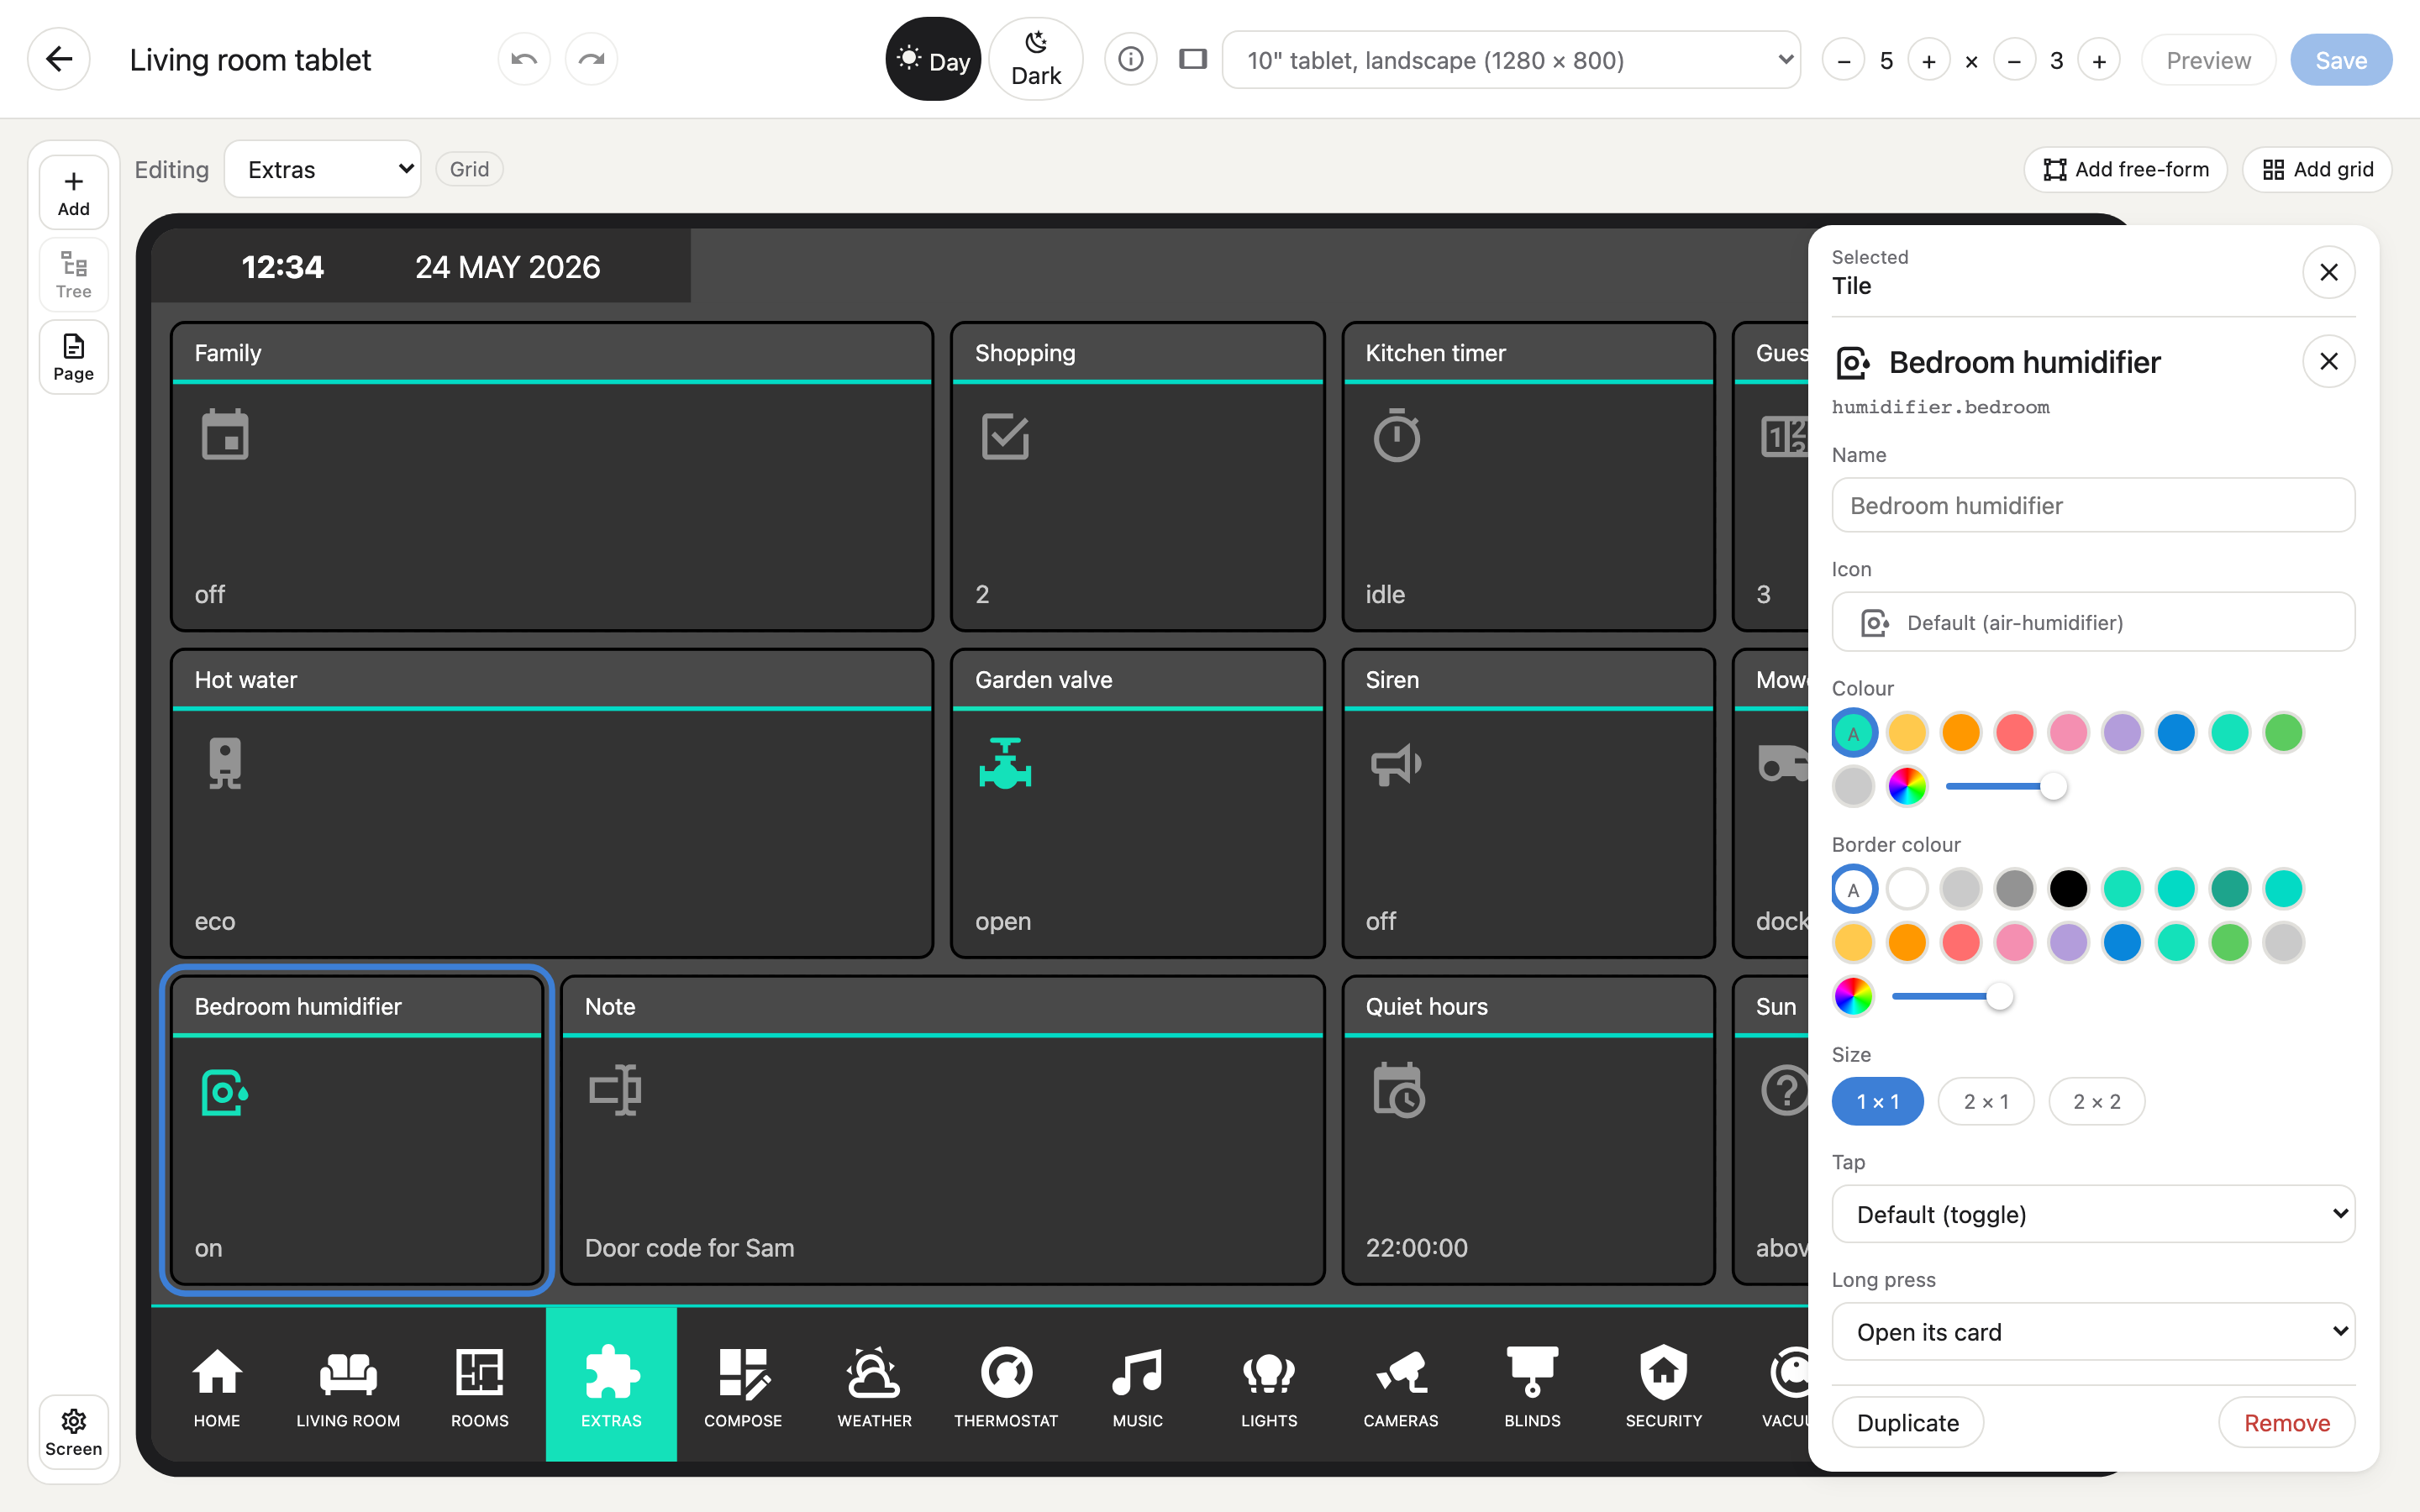 Living room tablet
Day
Dark
10" tablet, landscape (1280 × 800)
− 5 + × − 3 +
Preview
Save
Add
Tree
Page
Screen
Editing
Extras
Grid
Add free-form
Add grid
12:34
24 MAY 2026
Family
off
Shopping
2
Kitchen timer
idle
Gues
3
Hot water
eco
Garden valve
open
Siren
off
Mow
dock
Bedroom humidifier
on
Note
Door code for Sam
Quiet hours
22:00:00
Sun
abov
HOME
LIVING ROOM
ROOMS
EXTRAS
COMPOSE
WEATHER
THERMOSTAT
MUSIC
LIGHTS
CAMERAS
BLINDS
SECURITY
VACU
Selected
Tile
Bedroom humidifier
humidifier.bedroom
Name
Bedroom humidifier
Icon
Default (air-humidifier)
Colour
A
Border colour
A
Size
1 × 1
2 × 1
2 × 2
Tap
Default (toggle)
Long press
Open its card
Duplicate
Remove